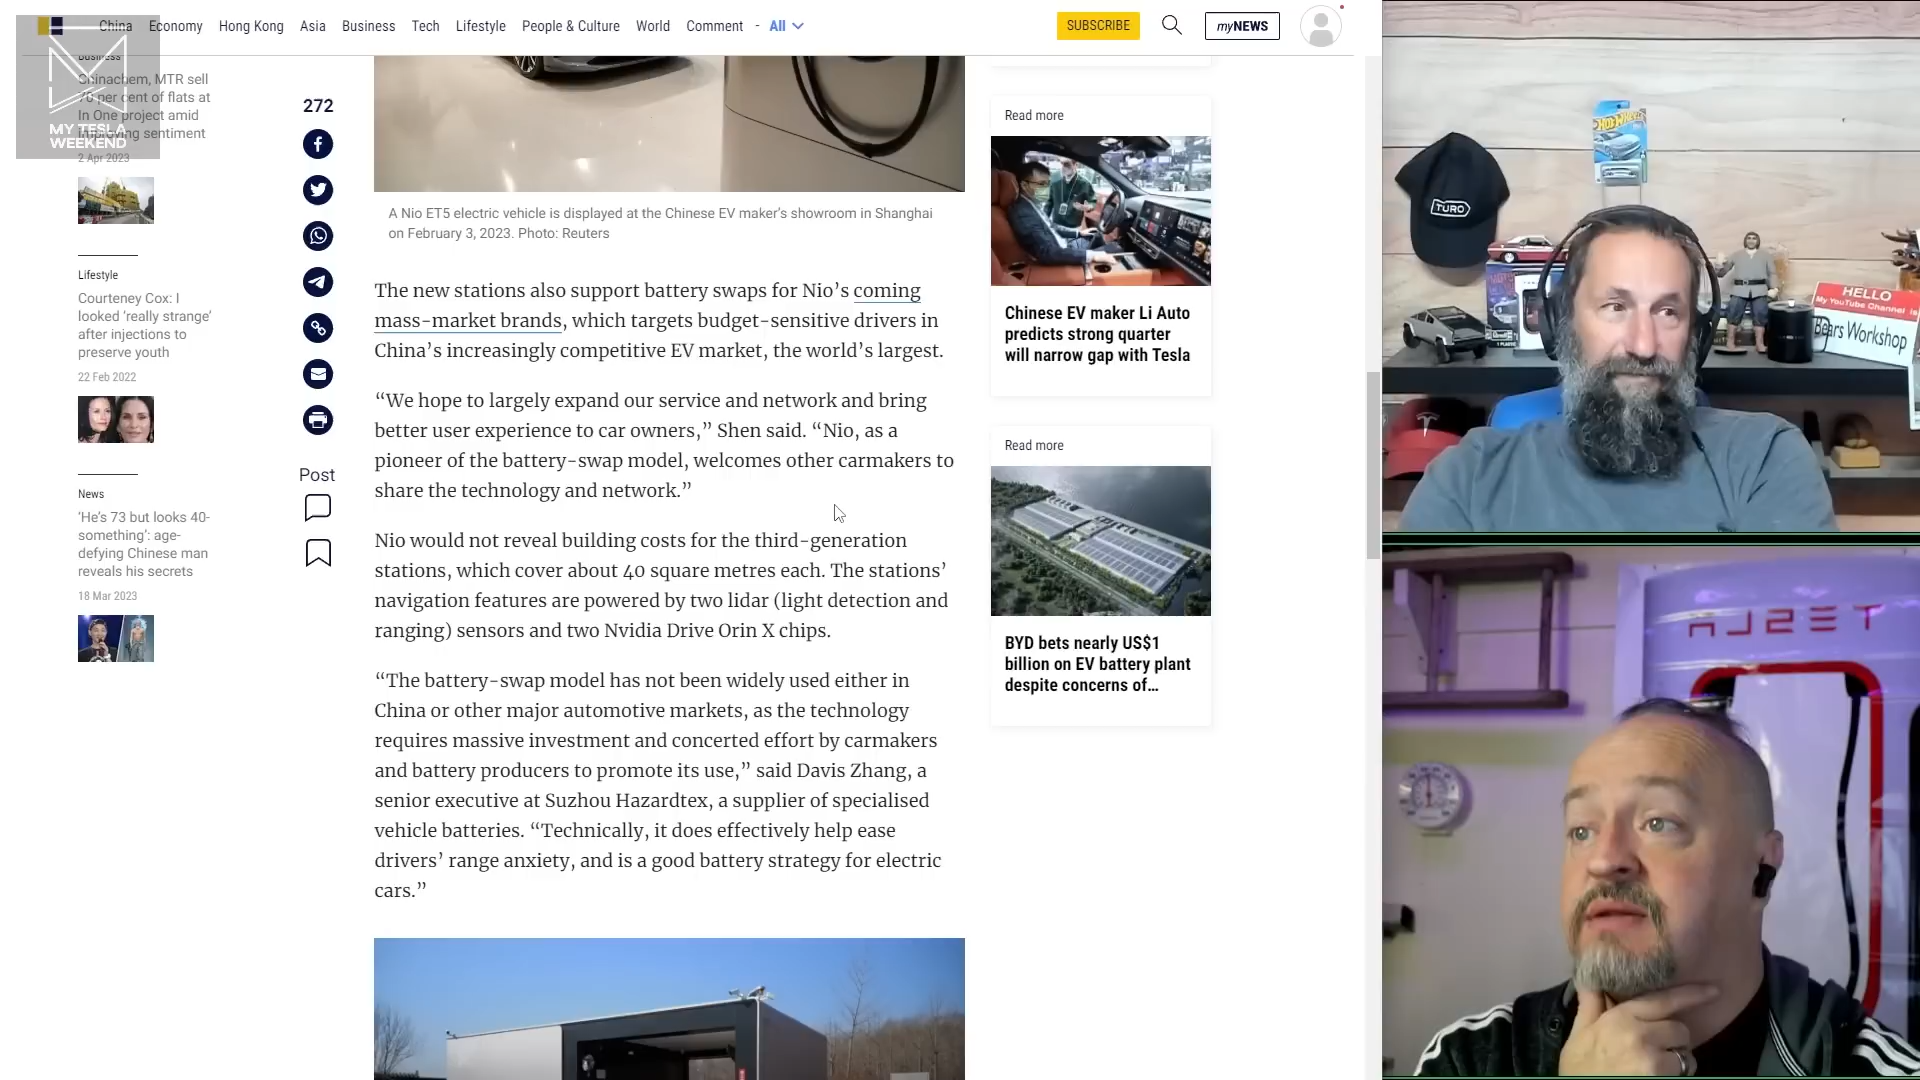 China Economy Hong Kong Asia Business Tech Lifestyle People & Culture World Comment - All
SUBSCRIBE
myNEWS
MY TESLA
WEEKEND
Business
Chinachem, MTR sell
70 per cent of flats at
In One project amid
improving sentiment
2 Apr 2023
Lifestyle
Courteney Cox: I
looked ‘really strange’
after injections to
preserve youth
22 Feb 2022
News
‘He’s 73 but looks 40-
something’: age-
defying Chinese man
reveals his secrets
18 Mar 2023
272
Post
A Nio ET5 electric vehicle is displayed at the Chinese EV maker’s showroom in Shanghai
on February 3, 2023. Photo: Reuters
The new stations also support battery swaps for Nio’s coming
mass-market brands, which targets budget-sensitive drivers in
China’s increasingly competitive EV market, the world’s largest.
“We hope to largely expand our service and network and bring
better user experience to car owners,” Shen said. “Nio, as a
pioneer of the battery-swap model, welcomes other carmakers to
share the technology and network.”
Nio would not reveal building costs for the third-generation
stations, which cover about 40 square metres each. The stations’
navigation features are powered by two lidar (light detection and
ranging) sensors and two Nvidia Drive Orin X chips.
“The battery-swap model has not been widely used either in
China or other major automotive markets, as the technology
requires massive investment and concerted effort by carmakers
and battery producers to promote its use,” said Davis Zhang, a
senior executive at Suzhou Hazardtex, a supplier of specialised
vehicle batteries. “Technically, it does effectively help ease
drivers’ range anxiety, and is a good battery strategy for electric
cars.”
Read more
Chinese EV maker Li Auto
predicts strong quarter
will narrow gap with Tesla
Read more
BYD bets nearly US$1
billion on EV battery plant
despite concerns of...
HOT WHEELS
TURO
HELLO
My YouTube Channel is
Bears Workshop
TESLA